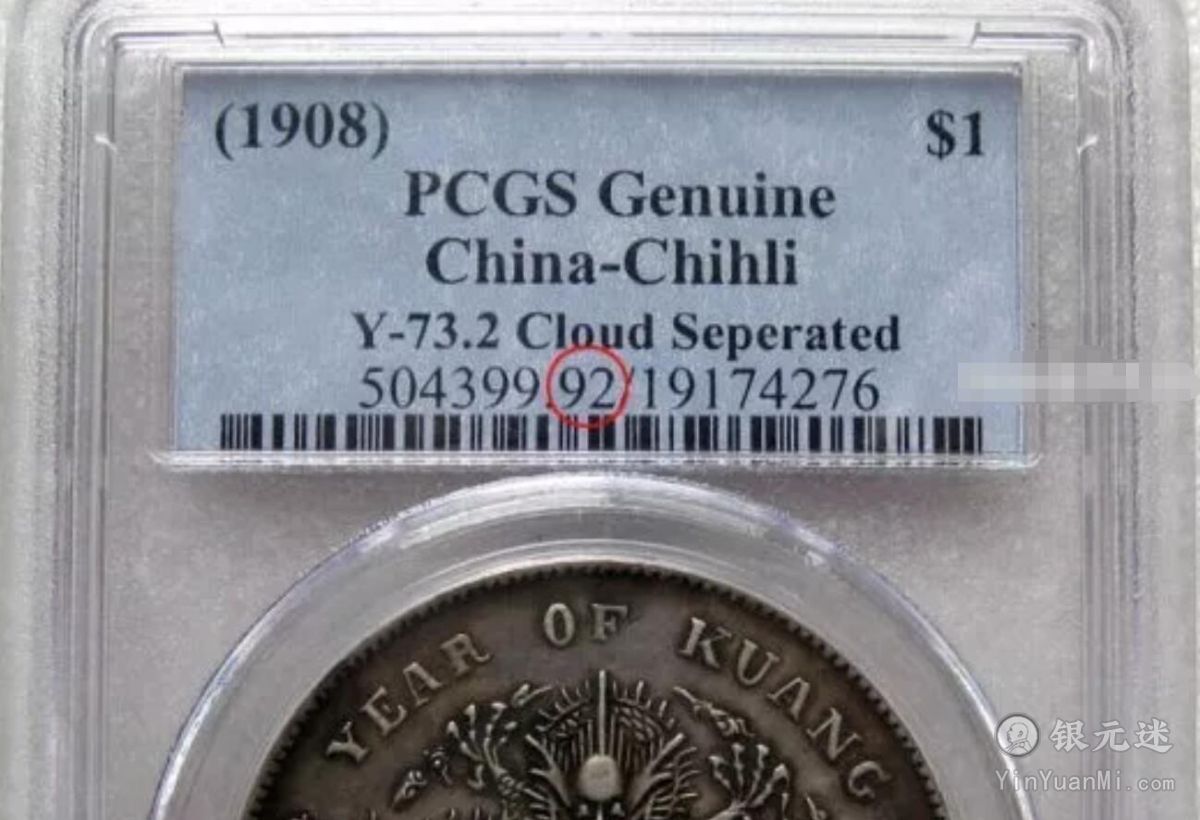 (1908) $1
PCGS Genuine
China-Chihli
Y-73.2 Cloud Seperated
504399.92/19174276
YEAR OF KUANG
银元迷
YinYuanMi.com